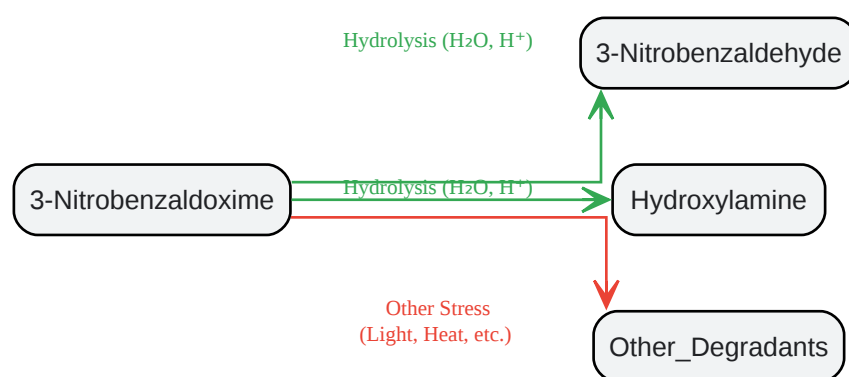 Hydrolysis (H₂O, H⁺)
3-Nitrobenzaldehyde
3-Nitrobenzaldoxime
Hydrolysis (H₂O, H⁺)
Hydroxylamine
Other Stress
(Light, Heat, etc.)
Other_Degradants